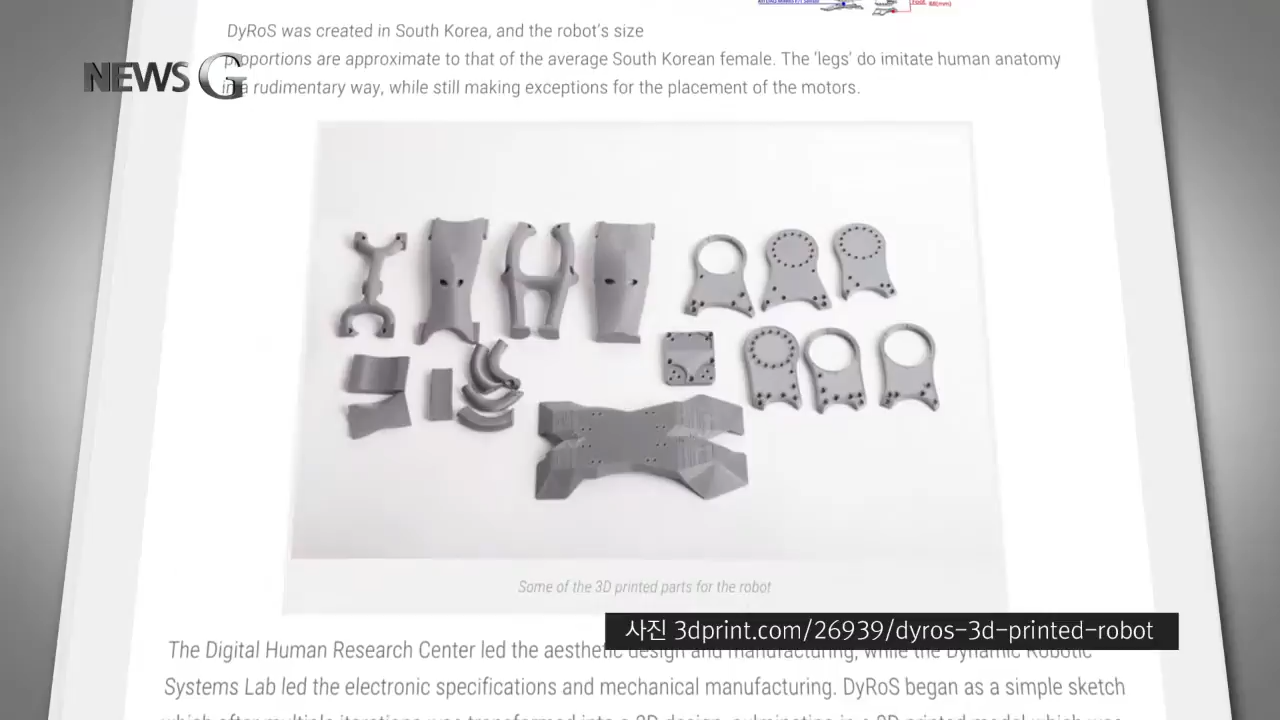 DyRoS was created in South Korea, and the robot's size
NEWS G
proportions are approximate to that of the average South Korean female. The 'legs' do imitate human anatomy
in a rudimentary way, while still making exceptions for the placement of the motors.
Some of the 3D printed parts for the robot
사진 3dprint.com/26939/dyros-3d-printed-robot
The Digital Human Research Center led the aesthetic design and manufacturing, while the Dynamic Robotic
Systems Lab led the electronic specifications and mechanical manufacturing. DyRoS began as a simple sketch